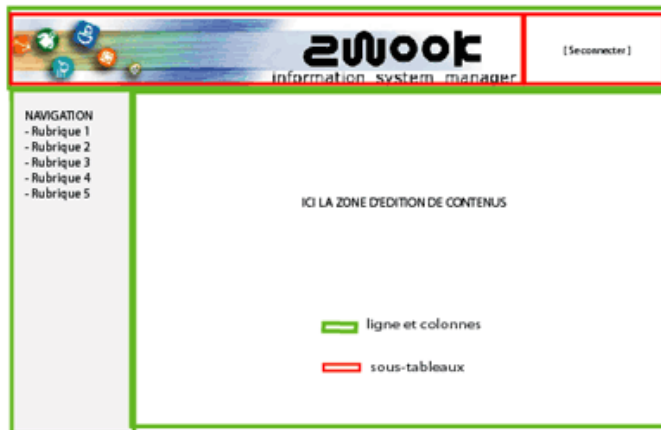 zwook
information system manager
[ Se connecter ]
NAVIGATION
- Rubrique 1
- Rubrique 2
- Rubrique 3
- Rubrique 4
- Rubrique 5
ICI LA ZONE D'EDITION DE CONTENUS
ligne et colonnes
sous-tableaux